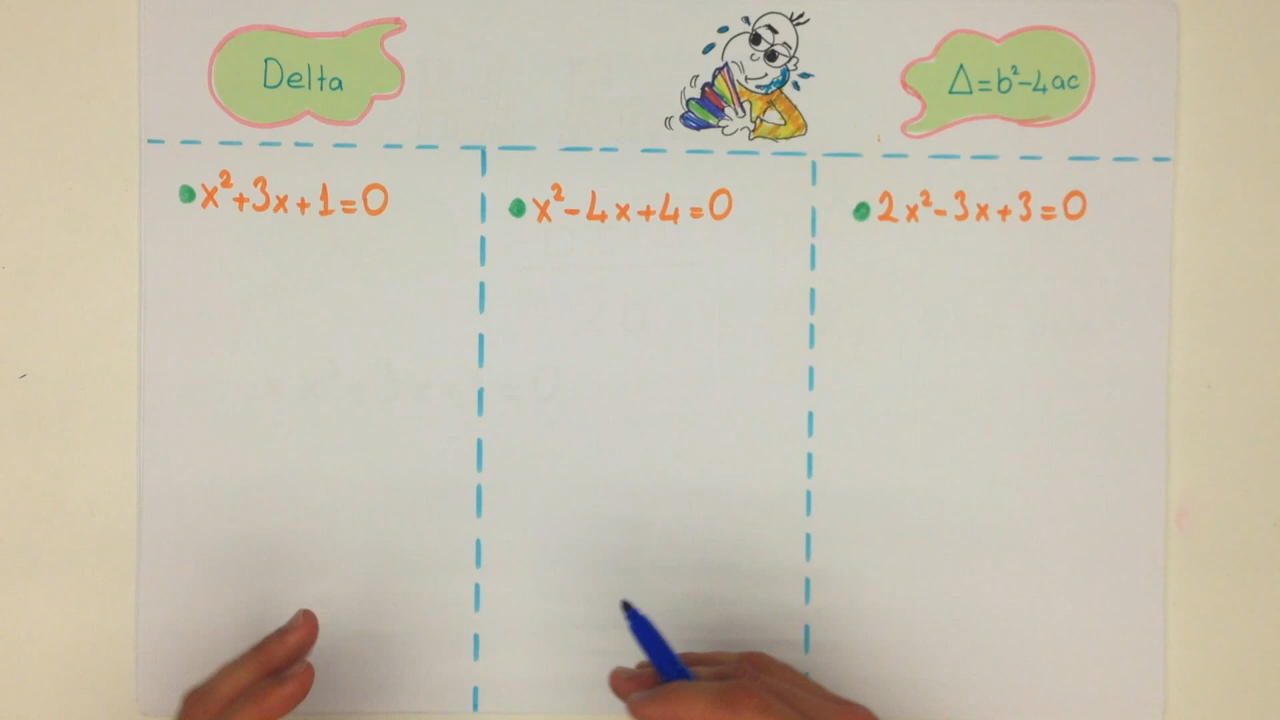 Delta
Δ=b²-4ac
x²+3x+1=0
x²-4x+4=0
2x²-3x+3=0